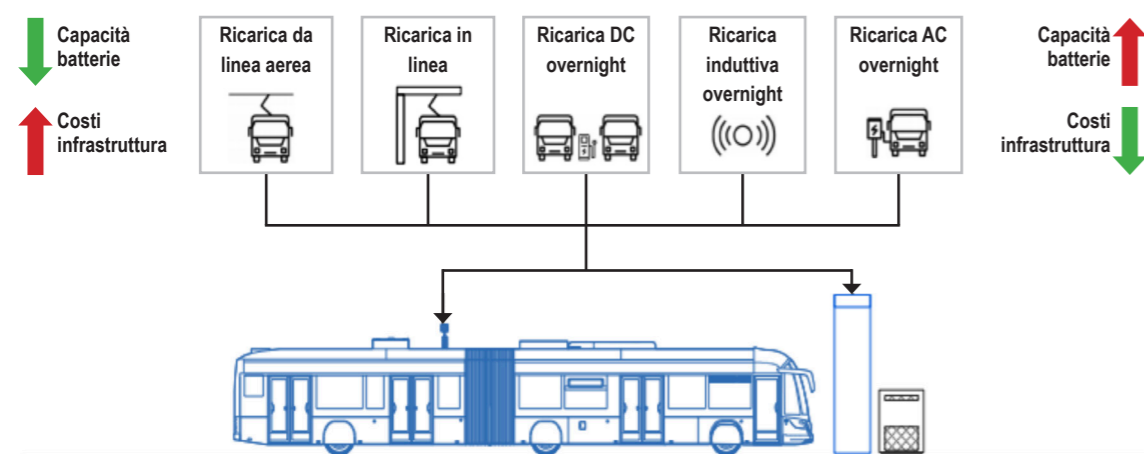 Capacità
batterie
Costi
infrastruttura
Ricarica da
linea aerea
Ricarica in
linea
Ricarica DC
overnight
Ricarica
induttiva
overnight
Ricarica AC
overnight
Capacità
batterie
Costi
infrastruttura